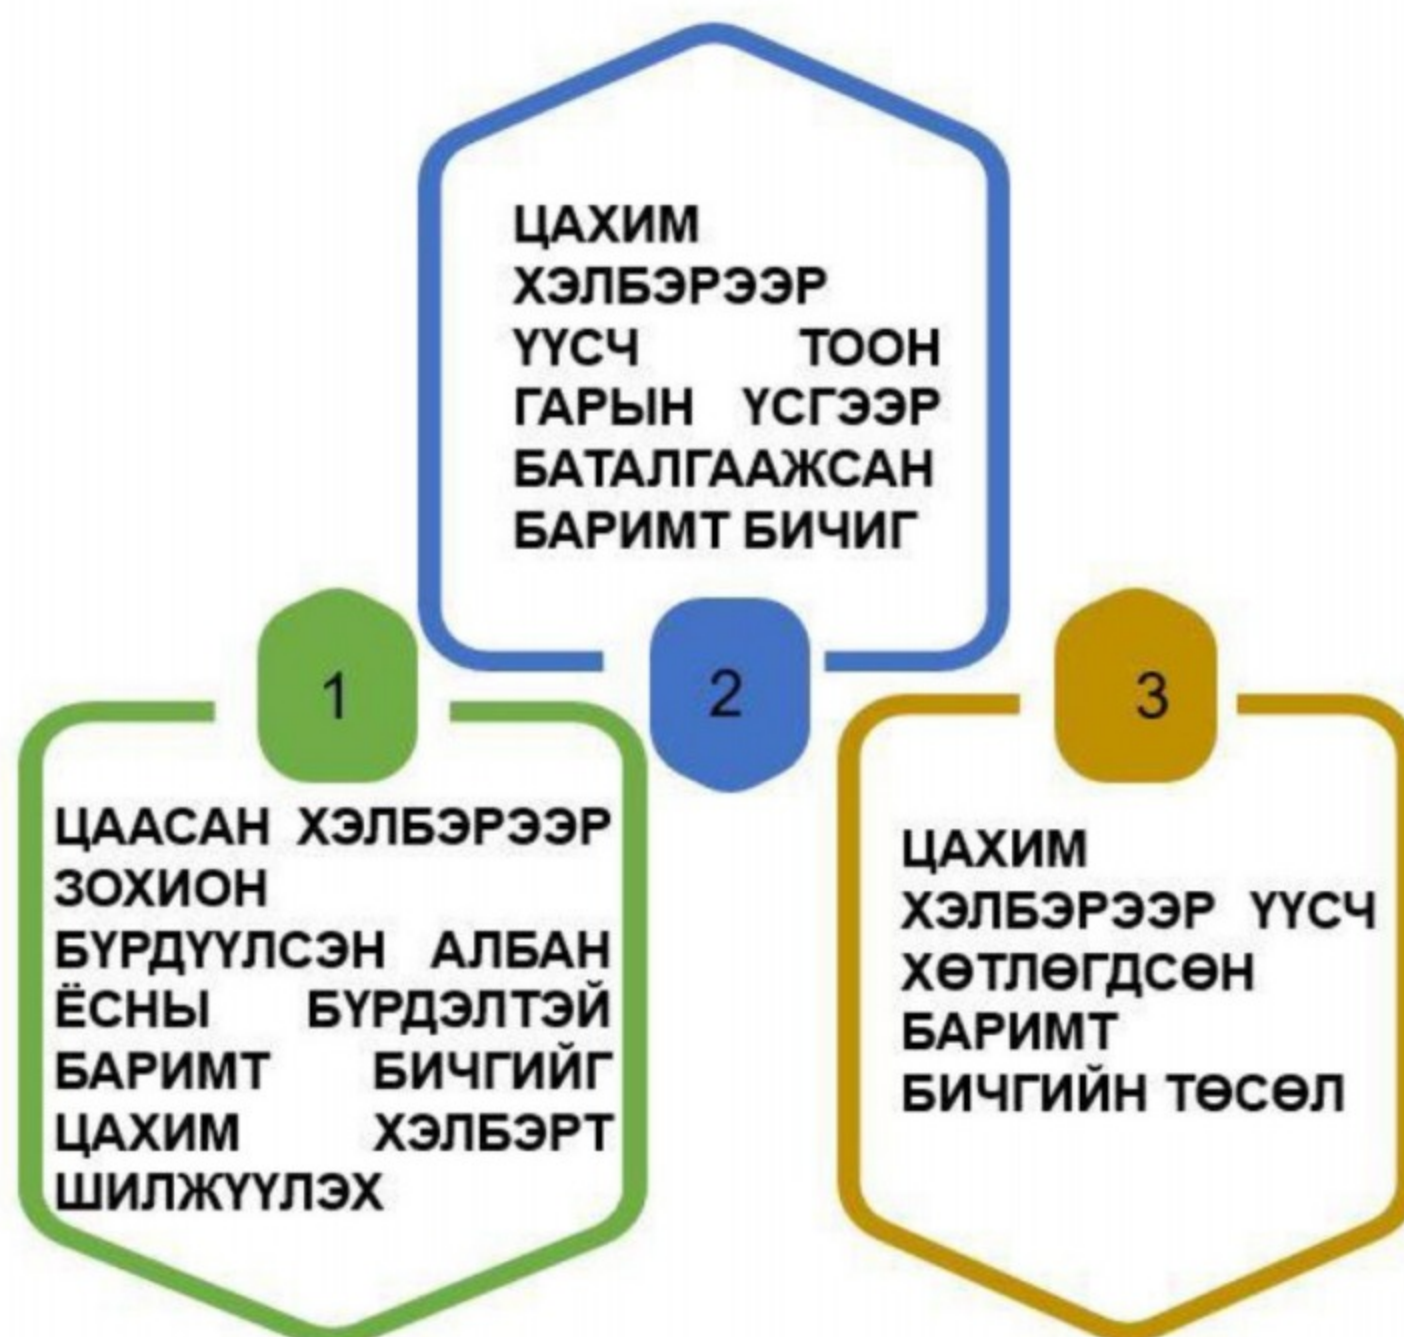 1
ЦААСАН ХЭЛБЭРЭЭР
ЗОХИОН
БҮРДҮҮЛСЭН АЛБАН
ЁСНЫ БҮРДЭЛТЭЙ
БАРИМТ БИЧГИЙГ
ЦАХИМ ХЭЛБЭРТ
ШИЛЖҮҮЛЭХ
ЦАХИМ
ХЭЛБЭРЭЭР
ҮҮСЧ ТООН
ГАРЫН ҮСГЭЭР
БАТАЛГААЖСАН
БАРИМТ БИЧИГ
2
3
ЦАХИМ
ХЭЛБЭРЭЭР ҮҮСЧ
ХӨТЛӨГДСӨН
БАРИМТ
БИЧГИЙН ТӨСӨЛ